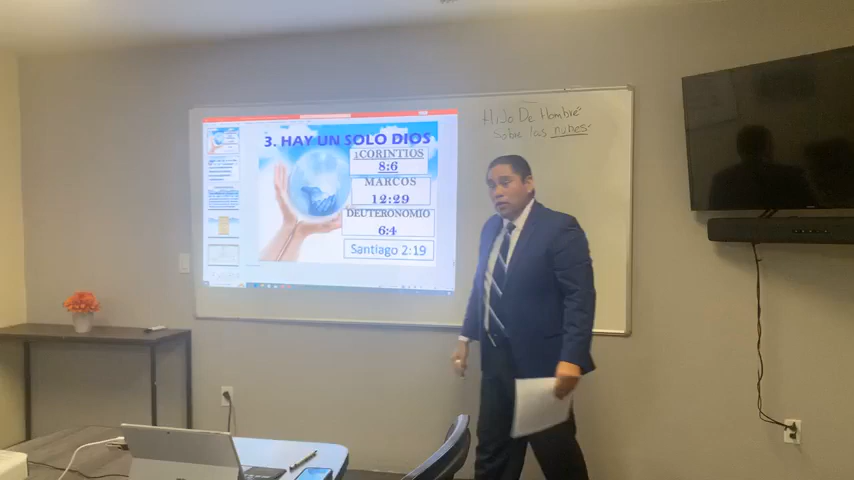 3. HAY UN SOLO DIOS
1CORINTIOS
8:6
MARCOS
12:29
DEUTERONOMIO
6:4
Santiago 2:19
Hijo De Hombre
Sobre las nubes